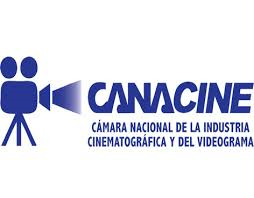 CANACINE
CÁMARA NACIONAL DE LA INDUSTRIA
CINEMATOGRÁFICA Y DEL VIDEOGRAMA